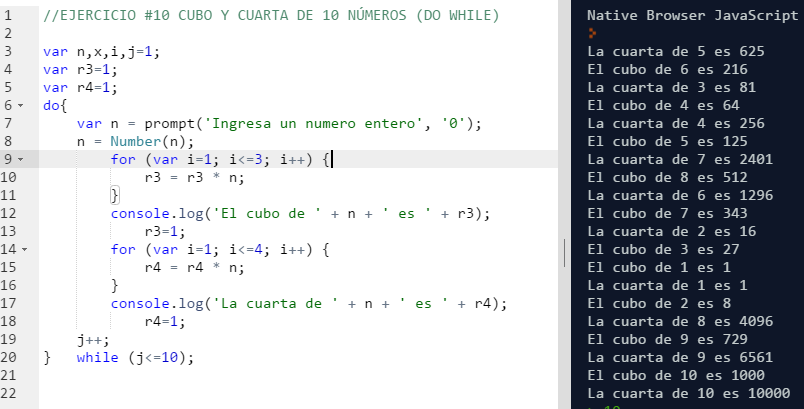 1 //EJERCICIO #10 CUBO Y CUARTA DE 10 NÚMEROS (DO WHILE)
2
3 var n,x,i,j=1;
4 var r3=1;
5 var r4=1;
6 do{
7 var n = prompt('Ingresa un numero entero', '0');
8 n = Number(n);
9 for (var i=1; i<=3; i++) {
10 r3 = r3 * n;
11 }
12 console.log('El cubo de ' + n + ' es ' + r3);
13 r3=1;
14 for (var i=1; i<=4; i++) {
15 r4 = r4 * n;
16 }
17 console.log('La cuarta de ' + n + ' es ' + r4);
18 r4=1;
19 j++;
20 } while (j<=10);
21
22
Native Browser JavaScript
La cuarta de 5 es 625
El cubo de 6 es 216
La cuarta de 3 es 81
El cubo de 4 es 64
La cuarta de 4 es 256
El cubo de 5 es 125
La cuarta de 7 es 2401
El cubo de 8 es 512
La cuarta de 6 es 1296
El cubo de 7 es 343
La cuarta de 2 es 16
El cubo de 3 es 27
El cubo de 1 es 1
La cuarta de 1 es 1
El cubo de 2 es 8
La cuarta de 8 es 4096
El cubo de 9 es 729
La cuarta de 9 es 6561
El cubo de 10 es 1000
La cuarta de 10 es 10000